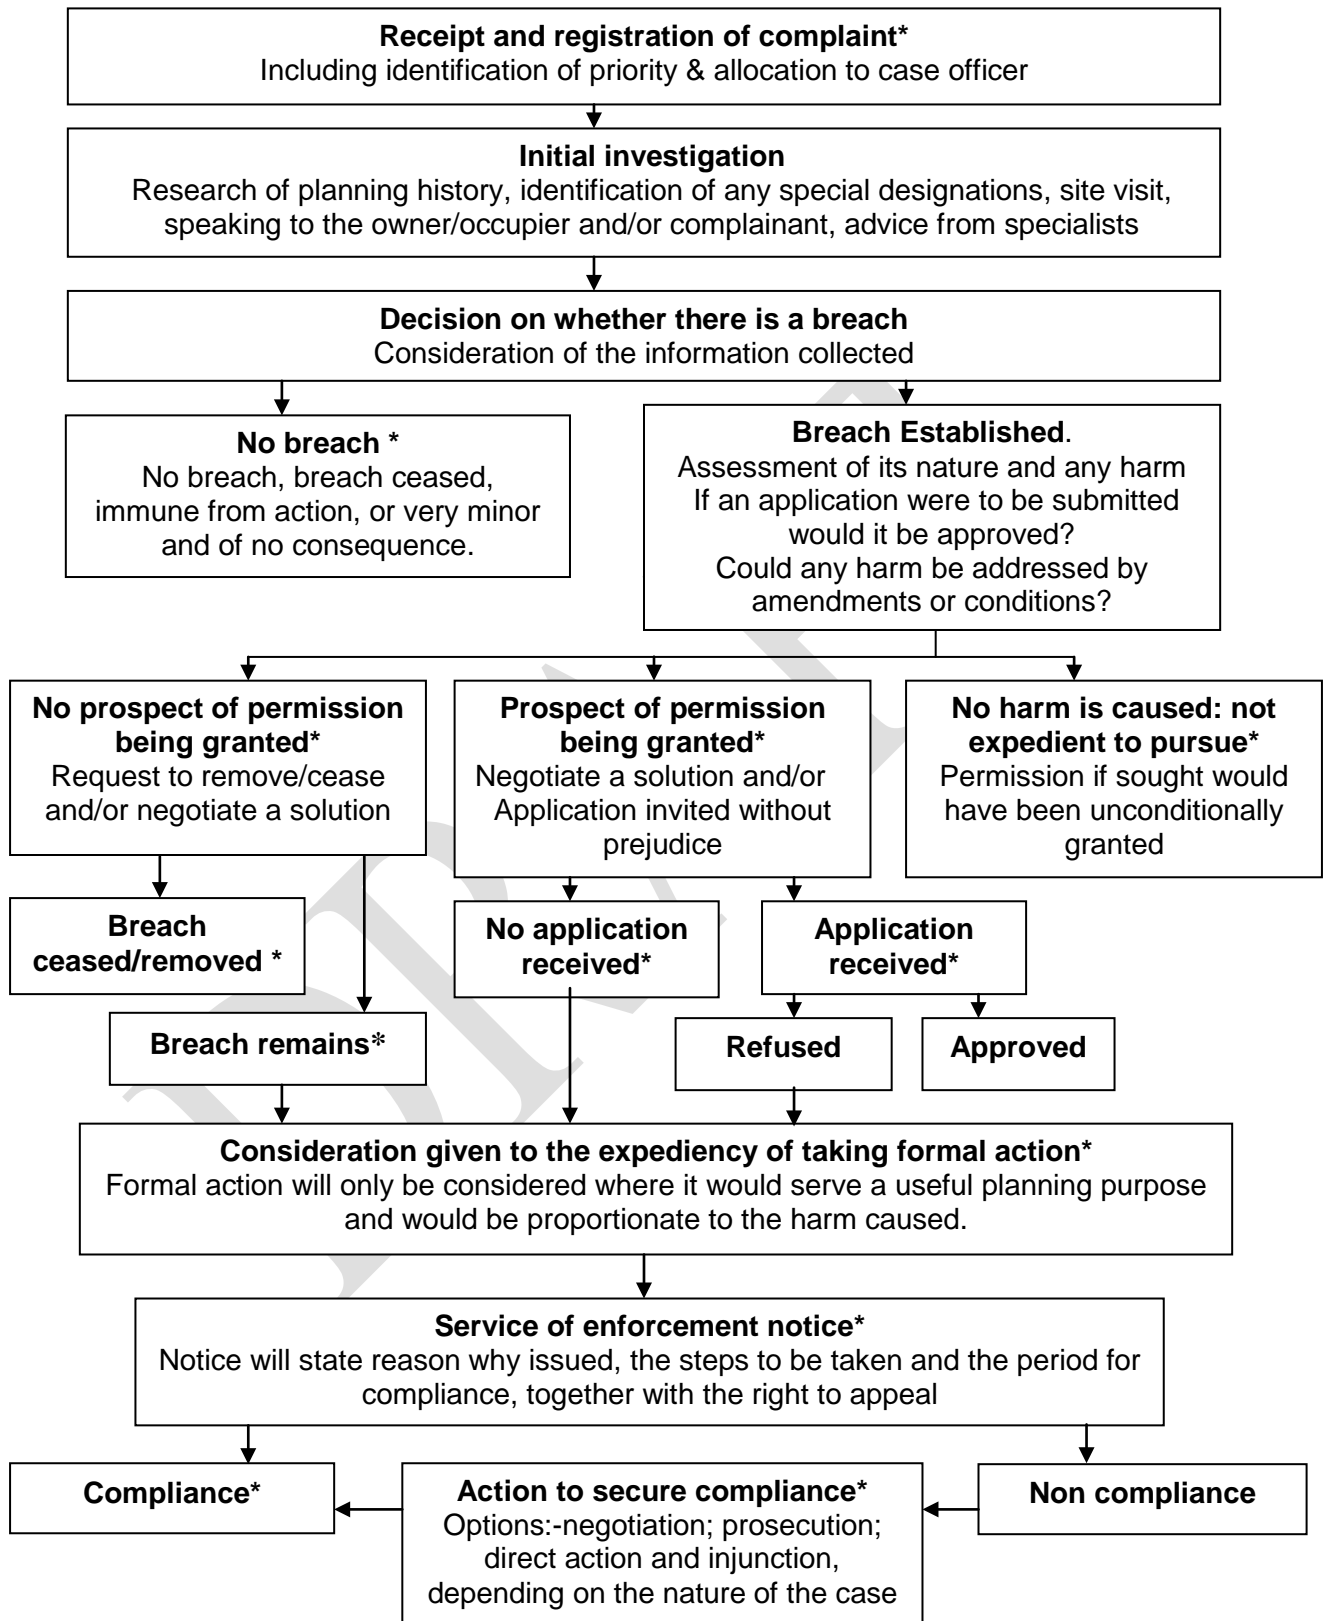 Receipt and registration of complaint*
Including identification of priority & allocation to case officer
Initial investigation
Research of planning history, identification of any special designations, site visit,
speaking to the owner/occupier and/or complainant, advice from specialists
Decision on whether there is a breach
Consideration of the information collected
No breach *
No breach, breach ceased,
immune from action, or very minor
and of no consequence.
Breach Established.
Assessment of its nature and any harm
If an application were to be submitted
would it be approved?
Could any harm be addressed by
amendments or conditions?
No prospect of permission
being granted*
Request to remove/cease
and/or negotiate a solution
Prospect of permission
being granted*
Negotiate a solution and/or
Application invited without
prejudice
No harm is caused: not
expedient to pursue*
Permission if sought would
have been unconditionally
granted
Breach
ceased/removed *
No application
received*
Application
received*
Breach remains*
Refused
Approved
Consideration given to the expediency of taking formal action*
Formal action will only be considered where it would serve a useful planning purpose
and would be proportionate to the harm caused.
Service of enforcement notice*
Notice will state reason why issued, the steps to be taken and the period for
compliance, together with the right to appeal
Compliance*
Action to secure compliance*
Options:-negotiation; prosecution;
direct action and injunction,
depending on the nature of the case
Non compliance
DRAFT